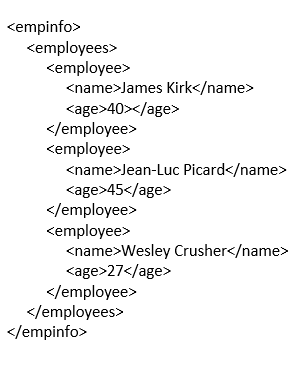 <empinfo>
<employees>
<employee>
<name>James Kirk</name>
<age>40></age>
</employee>
<employee>
<name>Jean-Luc Picard</name>
<age>45</age>
</employee>
<employee>
<name>Wesley Crusher</name>
<age>27</age>
</employee>
</employees>
</empinfo>